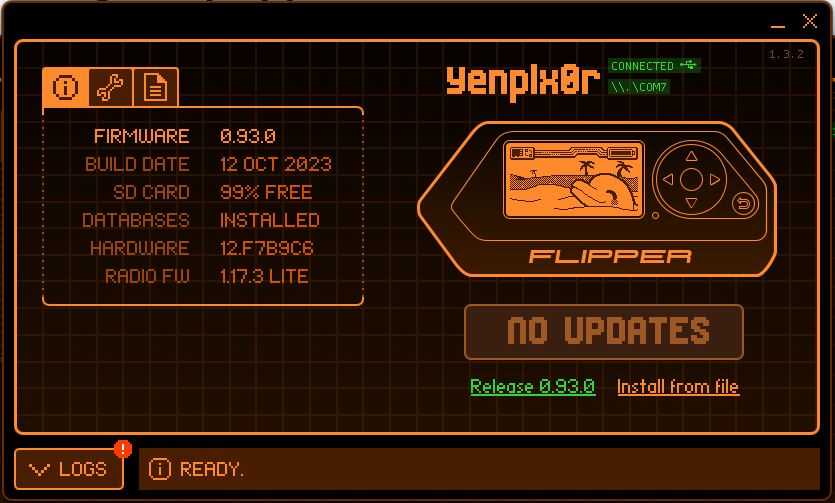 1.3.2
Yenplx0r
CONNECTED
\\.\COM7
FIRMWARE 0.93.0
BUILD DATE 12 OCT 2023
SD CARD 99% FREE
DATABASES INSTALLED
HARDWARE 12.F7B9C6
RADIO FW 1.17.3 LITE
FLIPPER
NO UPDATES
Release 0.93.0 Install from file
LOGS ! READY.